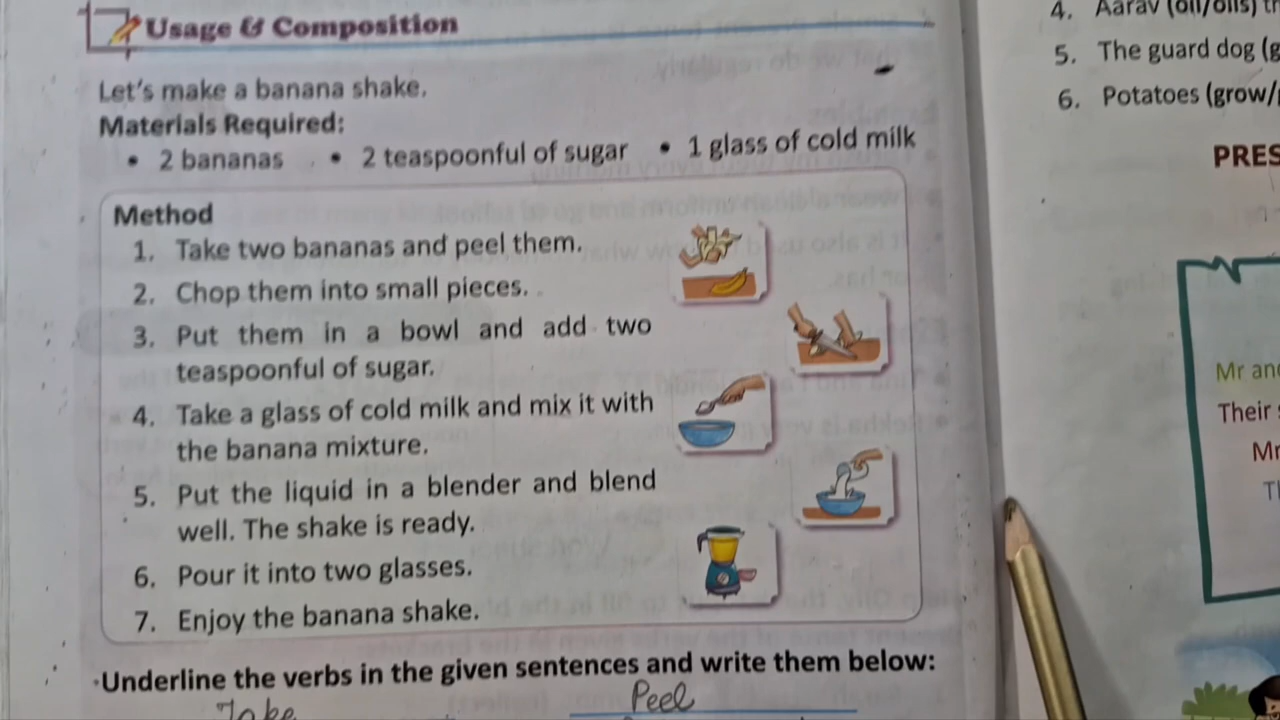 Usage & Composition
Let's make a banana shake.
Materials Required:
• 2 bananas • 2 teaspoonful of sugar • 1 glass of cold milk
Method
1. Take two bananas and peel them.
2. Chop them into small pieces.
3. Put them in a bowl and add two
teaspoonful of sugar.
4. Take a glass of cold milk and mix it with
the banana mixture.
5. Put the liquid in a blender and blend
well. The shake is ready.
6. Pour it into two glasses.
7. Enjoy the banana shake.
Underline the verbs in the given sentences and write them below:
Take Peel
4. Aarav (oil/oils)
5. The guard dog
6. Potatoes (grow/
Mr
Their